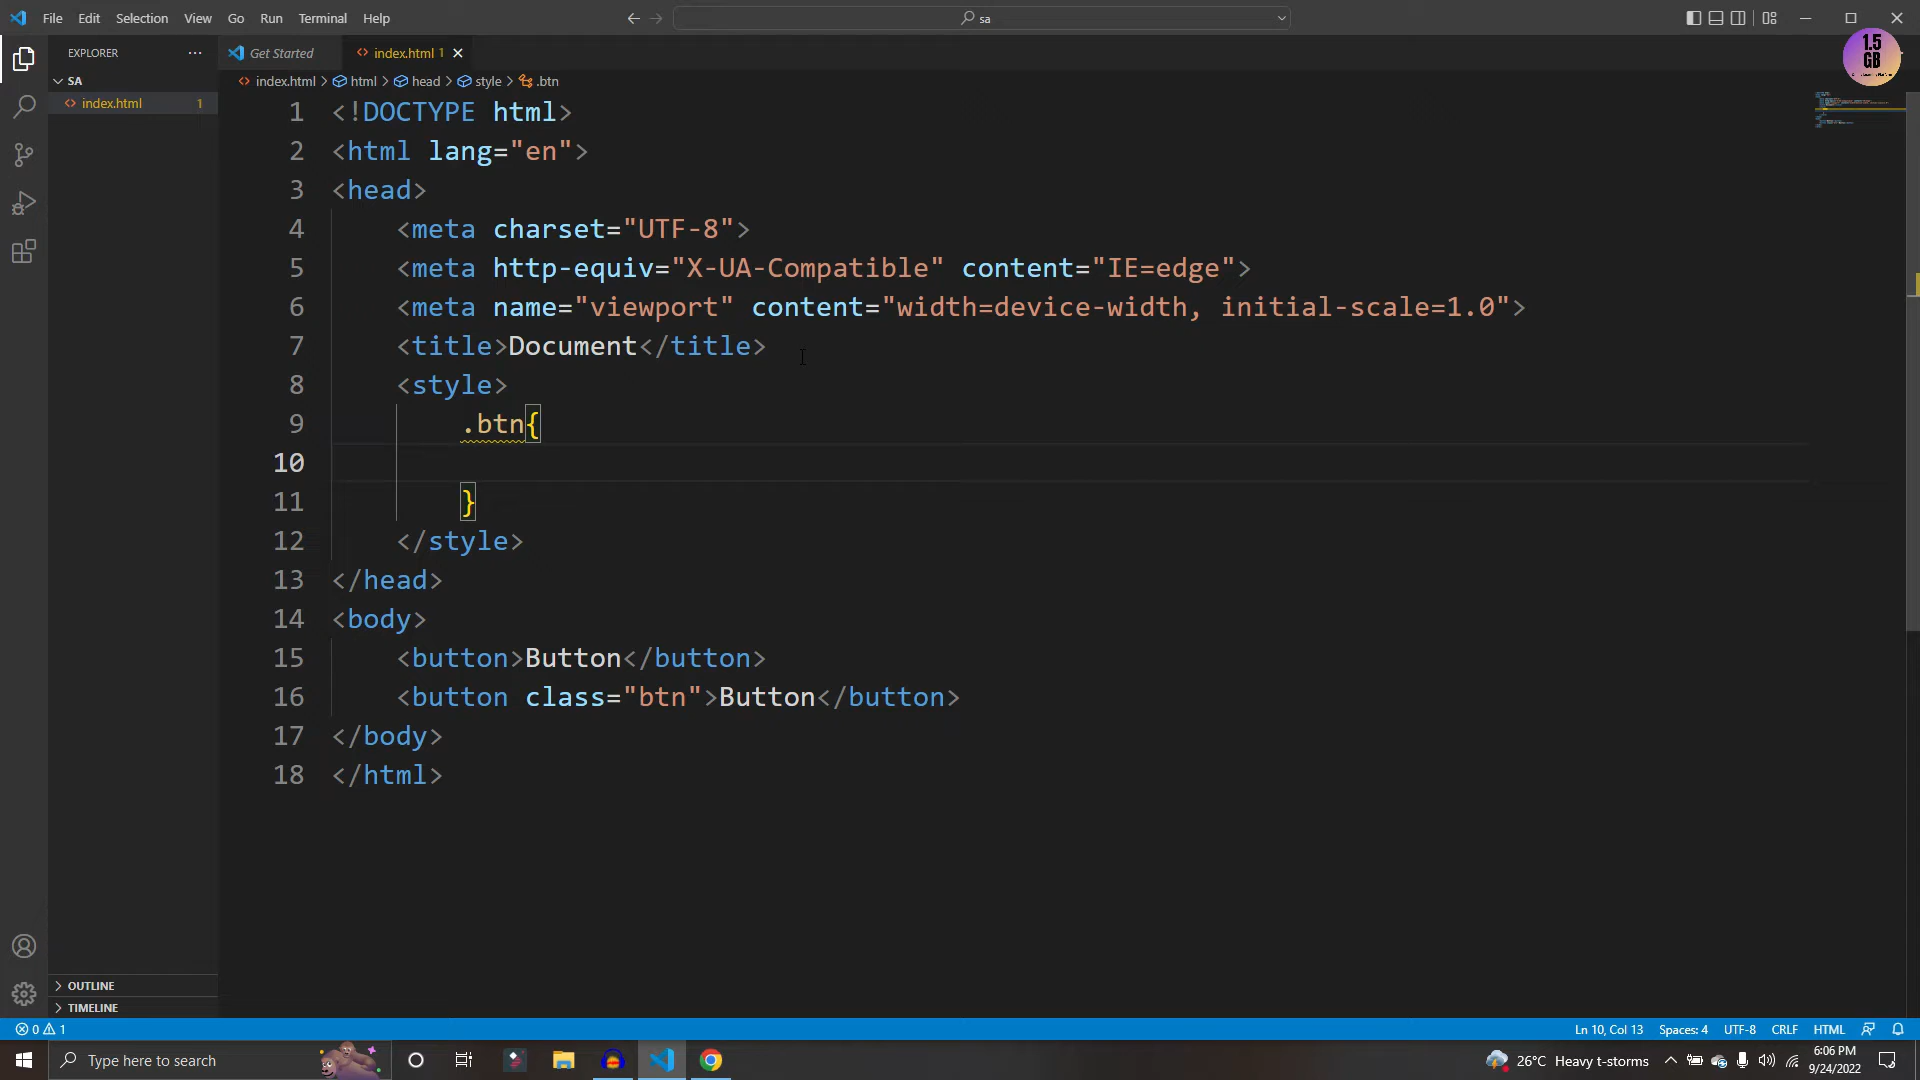 File Edit Selection View Go Run Terminal Help
sa
EXPLORER
Get Started
index.html 1
1.5
GB
SA
index.html > html > head > style > .btn
index.html 1
1 <!DOCTYPE html>
2 <html lang="en">
3 <head>
4 <meta charset="UTF-8">
5 <meta http-equiv="X-UA-Compatible" content="IE=edge">
6 <meta name="viewport" content="width=device-width, initial-scale=1.0">
7 <title>Document</title>
8 <style>
9 .btn{
10
11 }
12 </style>
13 </head>
14 <body>
15 <button>Button</button>
16 <button class="btn">Button</button>
17 </body>
18 </html>
OUTLINE
TIMELINE
0 1
Ln 10, Col 13 Spaces: 4 UTF-8 CRLF HTML
Type here to search
26°C Heavy t-storms
6:06 PM
9/24/2022